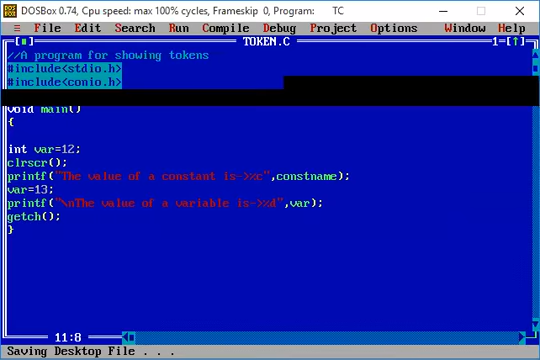 DOSBox 0.74, Cpu speed: max 100% cycles, Frameskip 0, Program: TC
≡ File Edit Search Run Compile Debug Project Options Window Help
[■] TOKEN.C 1=[↑]
//A program for showing tokens
#include<stdio.h>
#include<conio.h>
void main()
{
int var=12;
clrscr();
printf("The value of a constant is->%c",constname);
var=13;
printf("\nThe value of a variable is->%d",var);
getch();
}
11:8
Saving Desktop File . . .